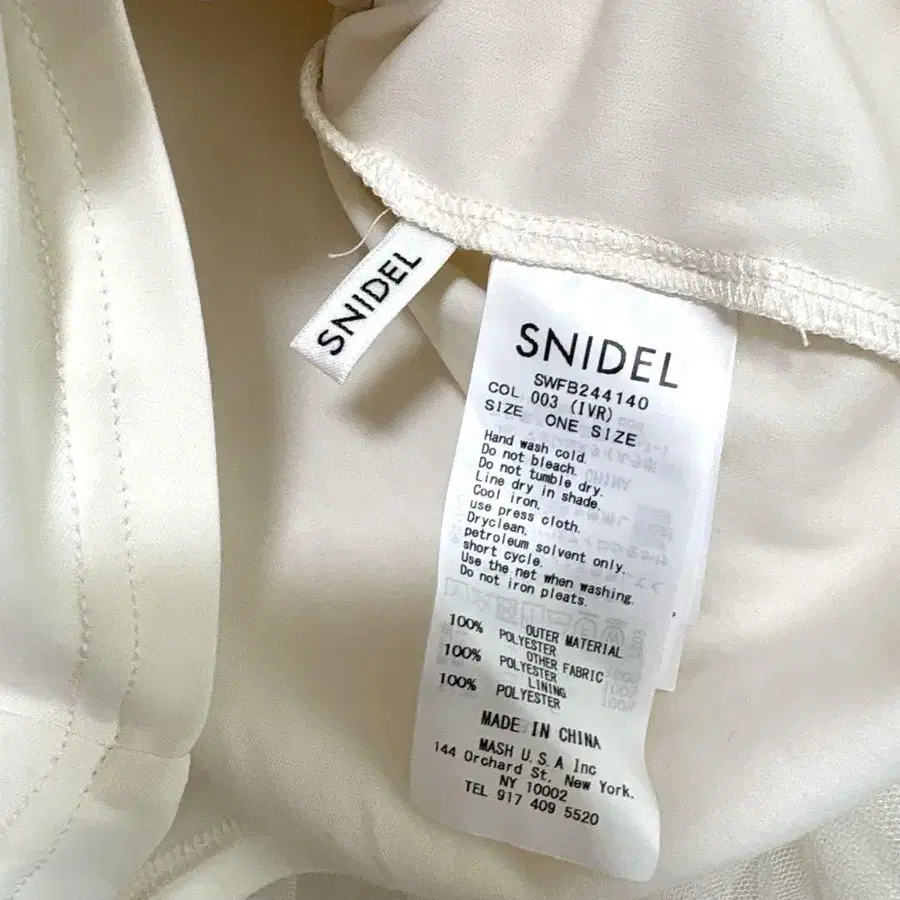 SNIDEL
SNIDEL
SWFB244140
COL 003 (IVR)
SIZE ONE SIZE
Hand wash cold.
Do not bleach.
Do not tumble dry.
Line dry in shade.
Cool iron.
use press cloth.
Dryclean.
petroleum solvent only.
short cycle.
Use the net when washing.
Do not iron pleats.
OUTER MATERIAL
100% POLYESTER
OTHER FABRIC
100% POLYESTER
LINING
100% POLYESTER
MADE IN CHINA
MASH U.S.A Inc
144 Orchard St, New York.
NY 10002
TEL 917 409 5520